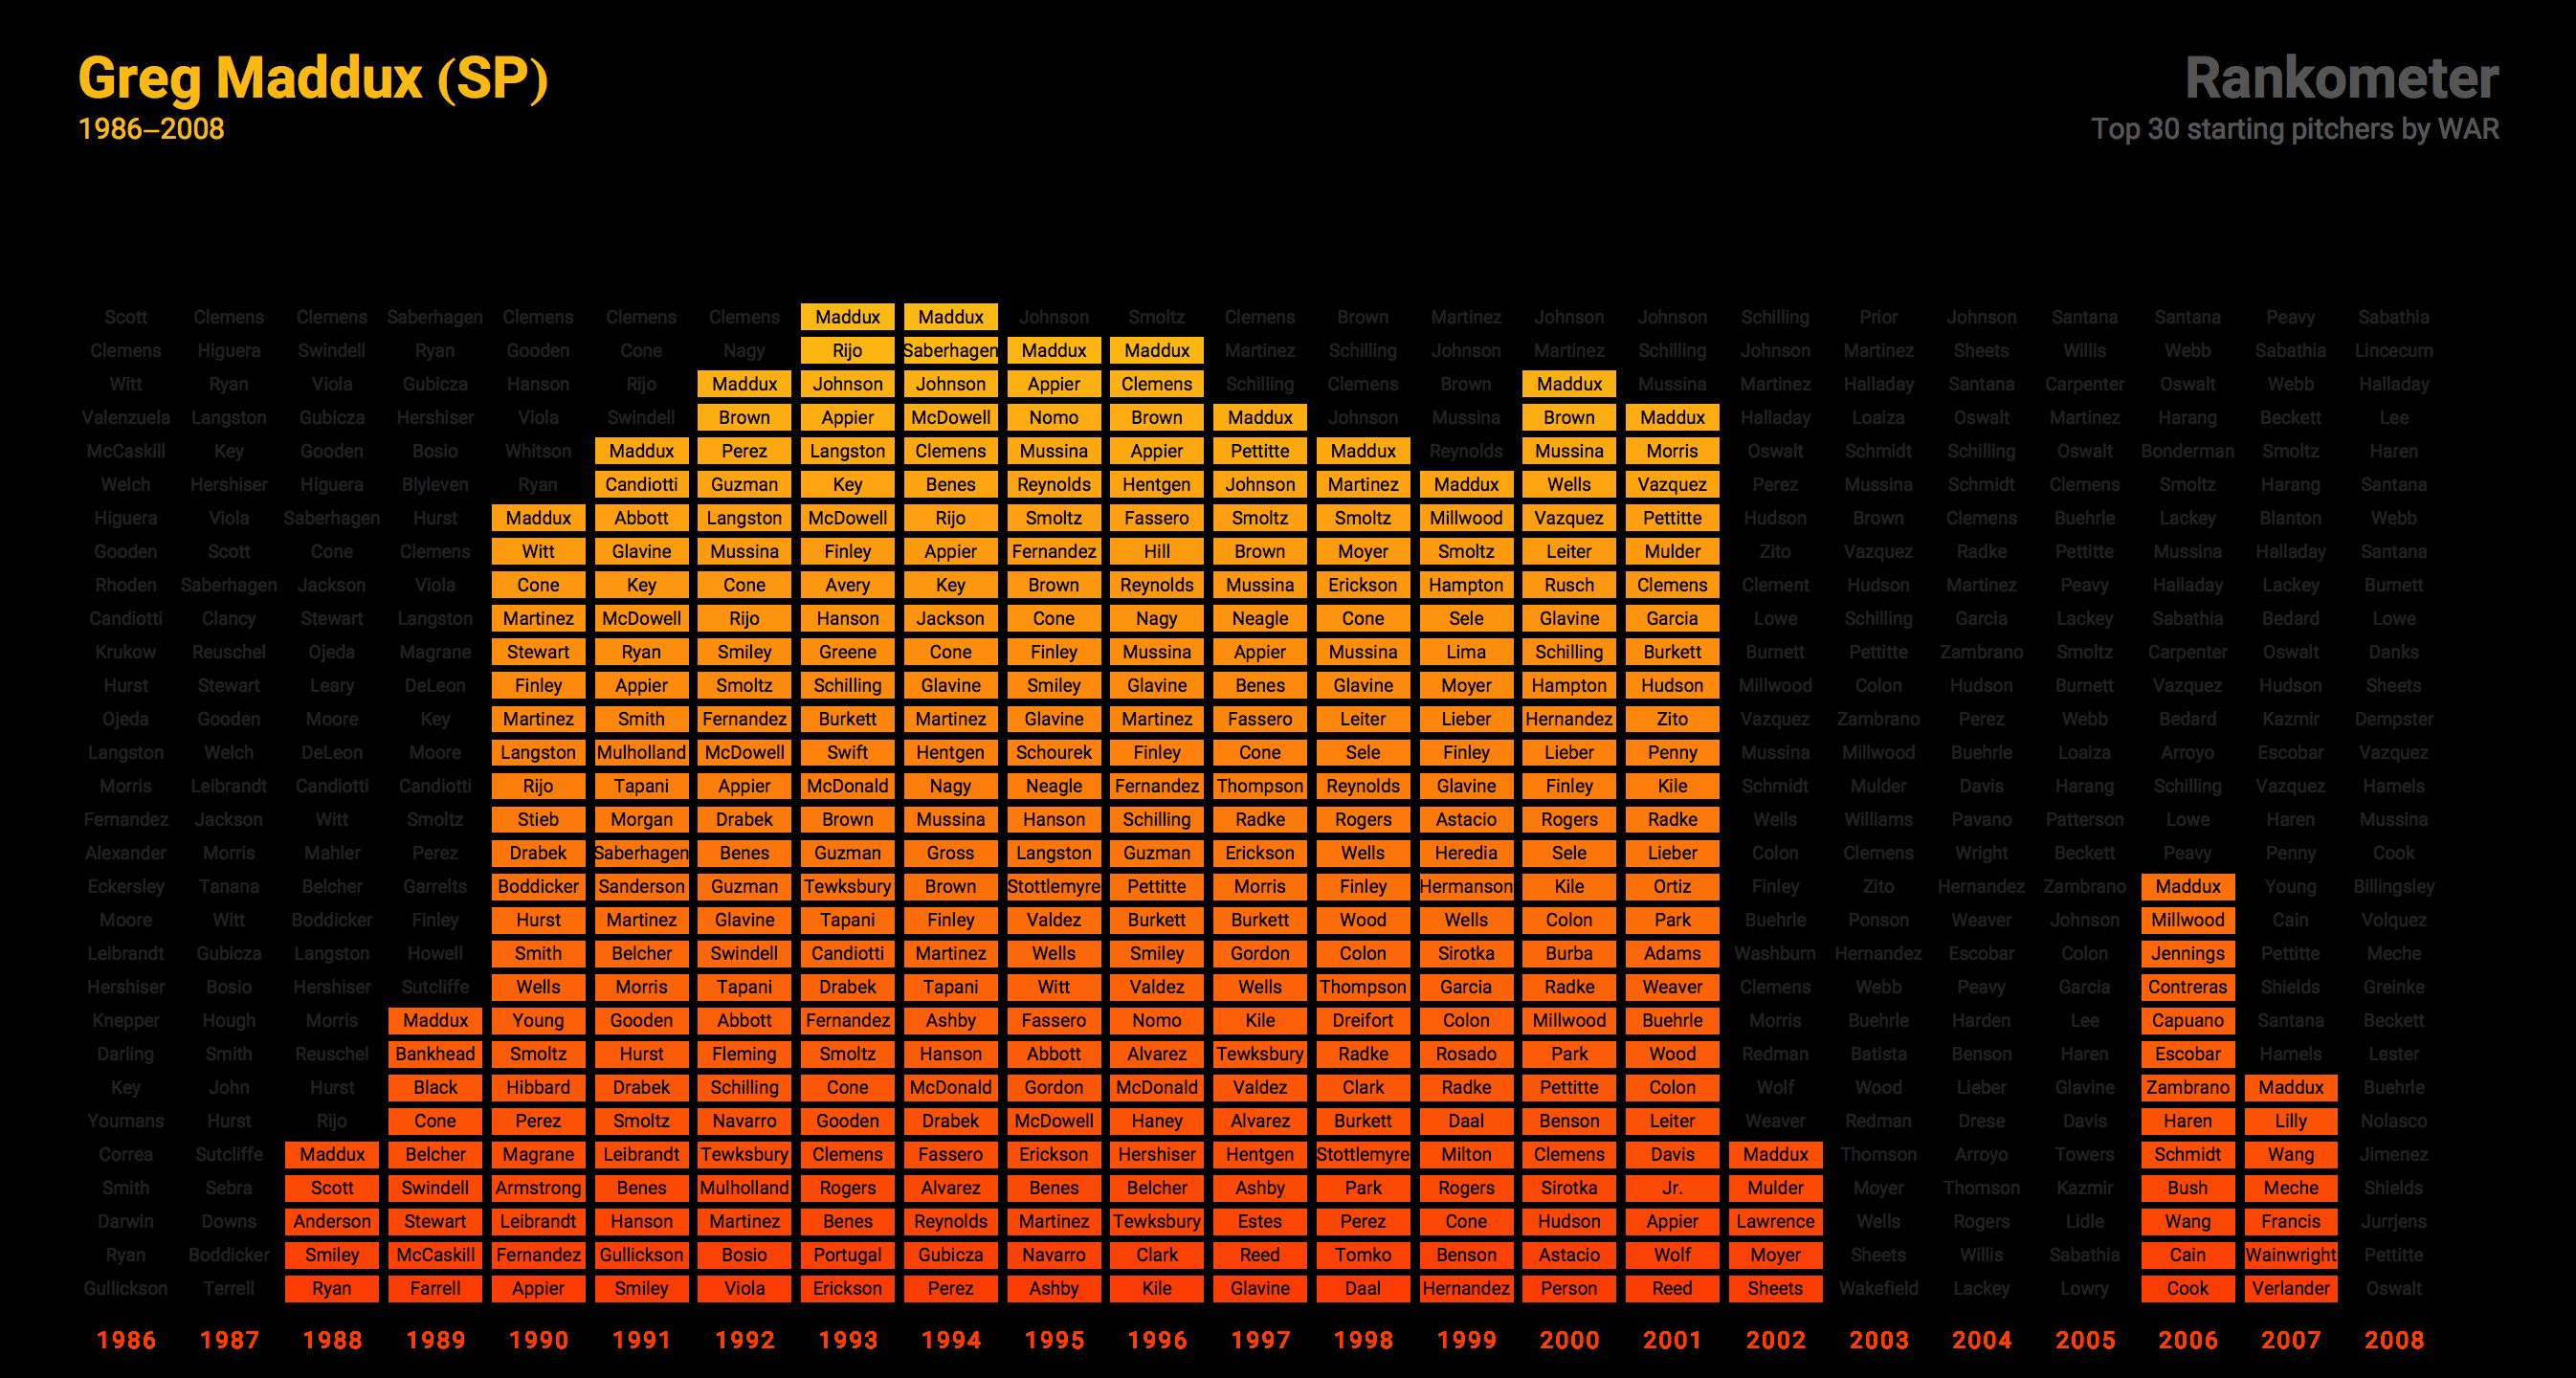 Greg Maddux (SP)
1986–2008
Rankometer
Top 30 starting pitchers by WAR
Scott Clemens Clemens Saberhagen Clemens Clemens Clemens Maddux Maddux Johnson Smoltz Clemens Brown Martinez Johnson Johnson Schilling Prior Johnson Santana Santana Peavy Sabathia
Clemens Higuera Swindell Ryan Gooden Cone Nagy Rijo Saberhagen Maddux Maddux Martinez Schilling Johnson Martinez Schilling Johnson Martinez Sheets Willis Webb Sabathia Lincecum
Witt Ryan Viola Gubicza Hanson Rijo Maddux Johnson Johnson Appier Clemens Schilling Clemens Brown Maddux Mussina Martinez Halladay Santana Carpenter Oswalt Webb Halladay
Valenzuela Langston Gubicza Hershiser Viola Swindell Brown Appier McDowell Nomo Brown Maddux Johnson Mussina Brown Maddux Halladay Loaiza Oswalt Martinez Harang Beckett Lee
McCaskill Key Gooden Bosio Whitson Maddux Perez Langston Clemens Mussina Appier Pettitte Maddux Reynolds Mussina Morris Oswalt Schmidt Schilling Oswalt Bonderman Smoltz Haren
Welch Hershiser Higuera Blyleven Ryan Candiotti Guzman Key Benes Reynolds Hentgen Johnson Martinez Maddux Wells Vazquez Perez Mussina Schmidt Clemens Smoltz Harang Santana
Higuera Viola Saberhagen Hurst Maddux Abbott Langston McDowell Rijo Smoltz Fassero Smoltz Smoltz Millwood Vazquez Pettitte Hudson Brown Clemens Buehrle Lackey Blanton Webb
Gooden Scott Cone Clemens Witt Glavine Mussina Finley Appier Fernandez Hill Brown Moyer Smoltz Leiter Mulder Zito Vazquez Radke Pettitte Mussina Halladay Santana
Rhoden Saberhagen Jackson Viola Cone Key Cone Avery Key Brown Reynolds Mussina Erickson Hampton Rusch Clemens Clement Hudson Martinez Peavy Halladay Lackey Burnett
Candiotti Clancy Stewart Langston Martinez McDowell Rijo Hanson Jackson Cone Nagy Neagle Cone Sele Glavine Garcia Lowe Schilling Garcia Lackey Sabathia Bedard Lowe
Krukow Reuschel Ojeda Magrane Stewart Ryan Smiley Greene Cone Finley Mussina Appier Mussina Lima Schilling Burkett Burnett Pettitte Zambrano Smoltz Carpenter Oswalt Danks
Hurst Stewart Leary DeLeon Finley Appier Smoltz Schilling Glavine Smiley Glavine Benes Glavine Moyer Hampton Hudson Millwood Colon Hudson Burnett Vazquez Hudson Sheets
Ojeda Gooden Moore Key Martinez Smith Fernandez Burkett Martinez Glavine Martinez Fassero Leiter Lieber Hernandez Zito Vazquez Zambrano Perez Webb Bedard Kazmir Dempster
Langston Welch DeLeon Moore Langston Mulholland McDowell Swift Hentgen Schourek Finley Cone Sele Finley Lieber Penny Mussina Millwood Buehrle Loaiza Arroyo Escobar Vazquez
Morris Leibrandt Candiotti Candiotti Rijo Tapani Appier McDonald Nagy Neagle Fernandez Thompson Reynolds Glavine Finley Kile Schmidt Mulder Davis Harang Schilling Vazquez Hamels
Fernandez Jackson Witt Smoltz Stieb Morgan Drabek Brown Mussina Hanson Schilling Radke Rogers Astacio Rogers Radke Wells Williams Pavano Patterson Lowe Haren Mussina
Alexander Morris Mahler Perez Drabek Saberhagen Benes Guzman Gross Langston Guzman Erickson Wells Heredia Sele Lieber Colon Clemens Wright Beckett Peavy Penny Cook
Eckersley Tanana Belcher Garrelts Boddicker Sanderson Guzman Tewksbury Brown Stottlemyre Pettitte Morris Finley Hermanson Kile Ortiz Finley Zito Hernandez Zambrano Maddux Young Billingsley
Moore Witt Boddicker Finley Hurst Martinez Glavine Tapani Finley Valdez Burkett Burkett Wood Wells Colon Park Buehrle Ponson Weaver Johnson Millwood Cain Volquez
Leibrandt Gubicza Langston Howell Smith Belcher Swindell Candiotti Martinez Wells Smiley Gordon Colon Sirotka Burba Adams Washburn Hernandez Escobar Colon Jennings Pettitte Meche
Hershiser Bosio Hershiser Sutcliffe Wells Morris Tapani Drabek Tapani Witt Valdez Wells Thompson Garcia Radke Weaver Clemens Webb Peavy Garcia Contreras Shields Greinke
Knepper Hough Morris Maddux Young Gooden Abbott Fernandez Ashby Fassero Nomo Kile Dreifort Colon Millwood Buehrle Morris Buehrle Harden Lee Capuano Santana Beckett
Darling Smith Reuschel Bankhead Smoltz Hurst Fleming Smoltz Hanson Abbott Alvarez Tewksbury Radke Rosado Park Wood Redman Batista Benson Haren Escobar Hamels Lester
Key John Hurst Black Hibbard Drabek Schilling Cone McDonald Gordon McDonald Valdez Clark Radke Pettitte Colon Wolf Wood Lieber Glavine Zambrano Maddux Buehrle
Youmans Hurst Rijo Cone Perez Smoltz Navarro Gooden Drabek McDowell Haney Alvarez Burkett Daal Benson Leiter Weaver Redman Drese Davis Haren Lilly Nolasco
Correa Sutcliffe Maddux Belcher Magrane Leibrandt Tewksbury Clemens Fassero Erickson Hershiser Hentgen Stottlemyre Milton Clemens Davis Maddux Thomson Arroyo Towers Schmidt Wang Jimenez
Smith Sebra Scott Swindell Armstrong Benes Mulholland Rogers Alvarez Benes Belcher Ashby Park Rogers Sirotka Jr. Mulder Moyer Thomson Kazmir Bush Meche Shields
Darwin Downs Anderson Stewart Leibrandt Hanson Martinez Benes Reynolds Martinez Tewksbury Estes Perez Cone Hudson Appier Lawrence Wells Rogers Lidle Wang Francis Jurrjens
Ryan Boddicker Smiley McCaskill Fernandez Gullickson Bosio Portugal Gubicza Navarro Clark Reed Tomko Benson Astacio Wolf Moyer Sheets Willis Sabathia Cain Wainwright Pettitte
Gullickson Terrell Ryan Farrell Appier Smiley Viola Erickson Perez Ashby Kile Glavine Daal Hernandez Person Reed Sheets Wakefield Lackey Lowry Cook Verlander Oswalt
1986 1987 1988 1989 1990 1991 1992 1993 1994 1995 1996 1997 1998 1999 2000 2001 2002 2003 2004 2005 2006 2007 2008